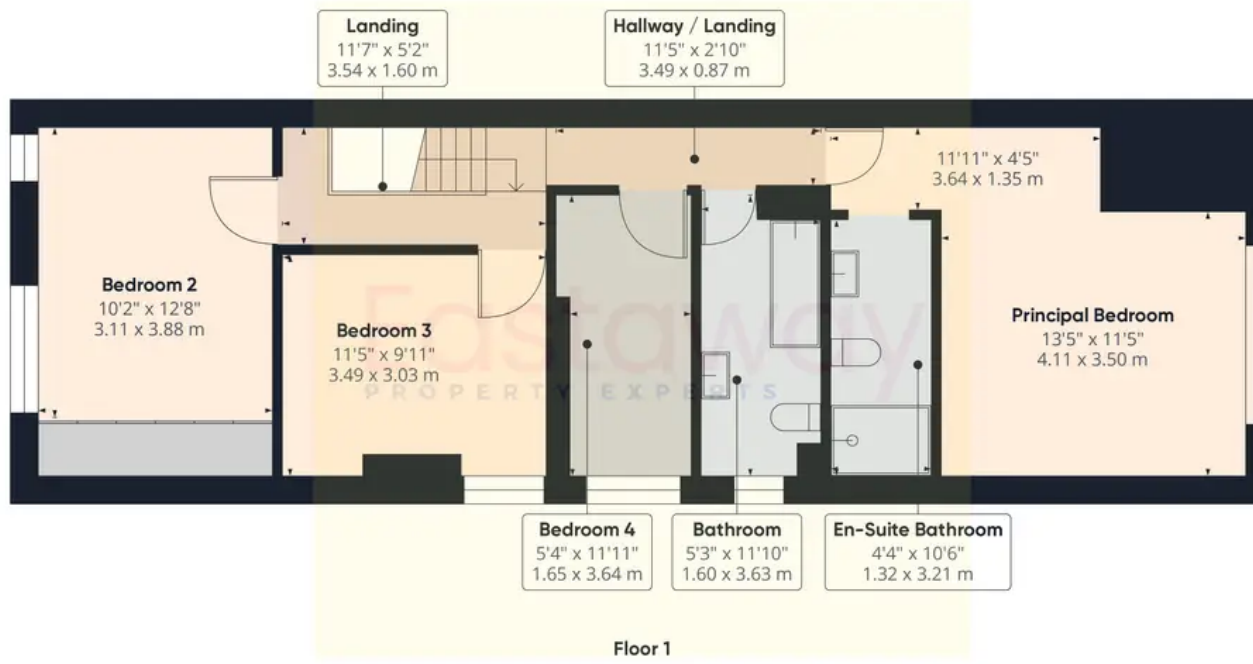 Landing
11'7" x 5'2"
3.54 x 1.60 m
Hallway / Landing
11'5" x 2'10"
3.49 x 0.87 m
11'11" x 4'5"
3.64 x 1.35 m
Bedroom 2
10'2" x 12'8"
3.11 x 3.88 m
Bedroom 3
11'5" x 9'11"
3.49 x 3.03 m
Principal Bedroom
13'5" x 11'5"
4.11 x 3.50 m
Eastaway
PROPERTY EXPERTS
Bedroom 4
5'4" x 11'11"
1.65 x 3.64 m
Bathroom
5'3" x 11'10"
1.60 x 3.63 m
En-Suite Bathroom
4'4" x 10'6"
1.32 x 3.21 m
Floor 1